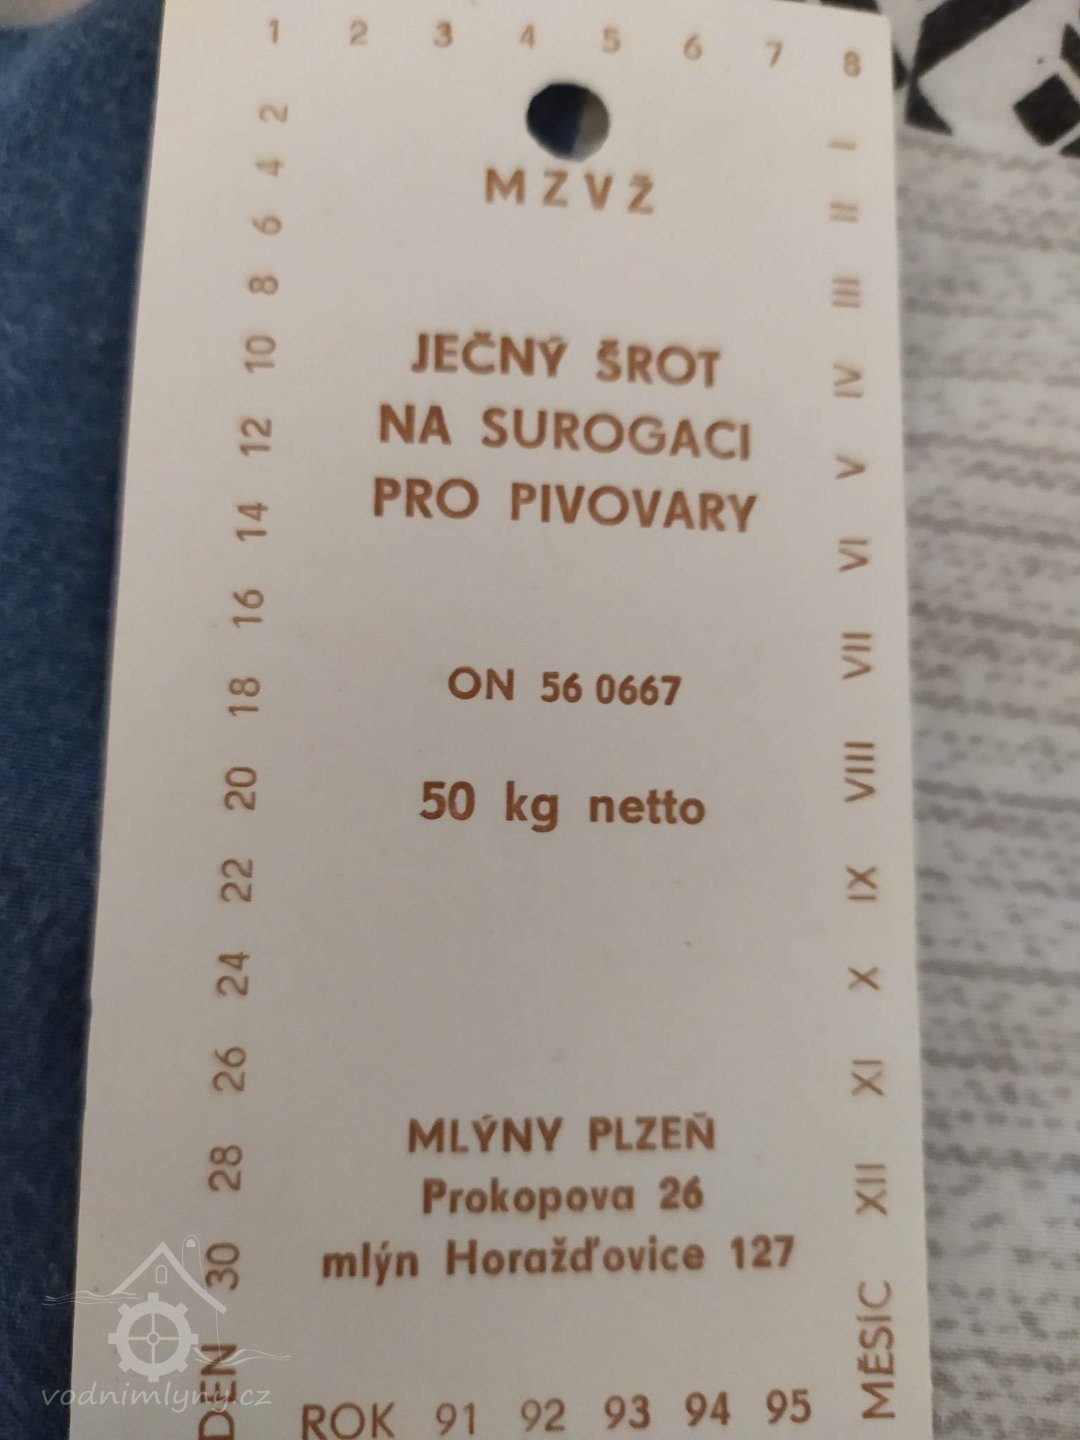 1 2 3 4 5 6 7 8
MZVŽ
JEČNÝ ŠROT
NA SUROGACI
PRO PIVOVARY
ON 56 0667
50 kg netto
MLÝNY PLZEŇ
Prokopova 26
mlýn Horažďovice 127
DEN 30 28 26 24 22 20 18 16 14 12 10 8 6 4 2
I II III IV V VI VII VIII IX X XI XII
MĚSÍC
ROK 91 92 93 94 95
vodnimlyny.cz